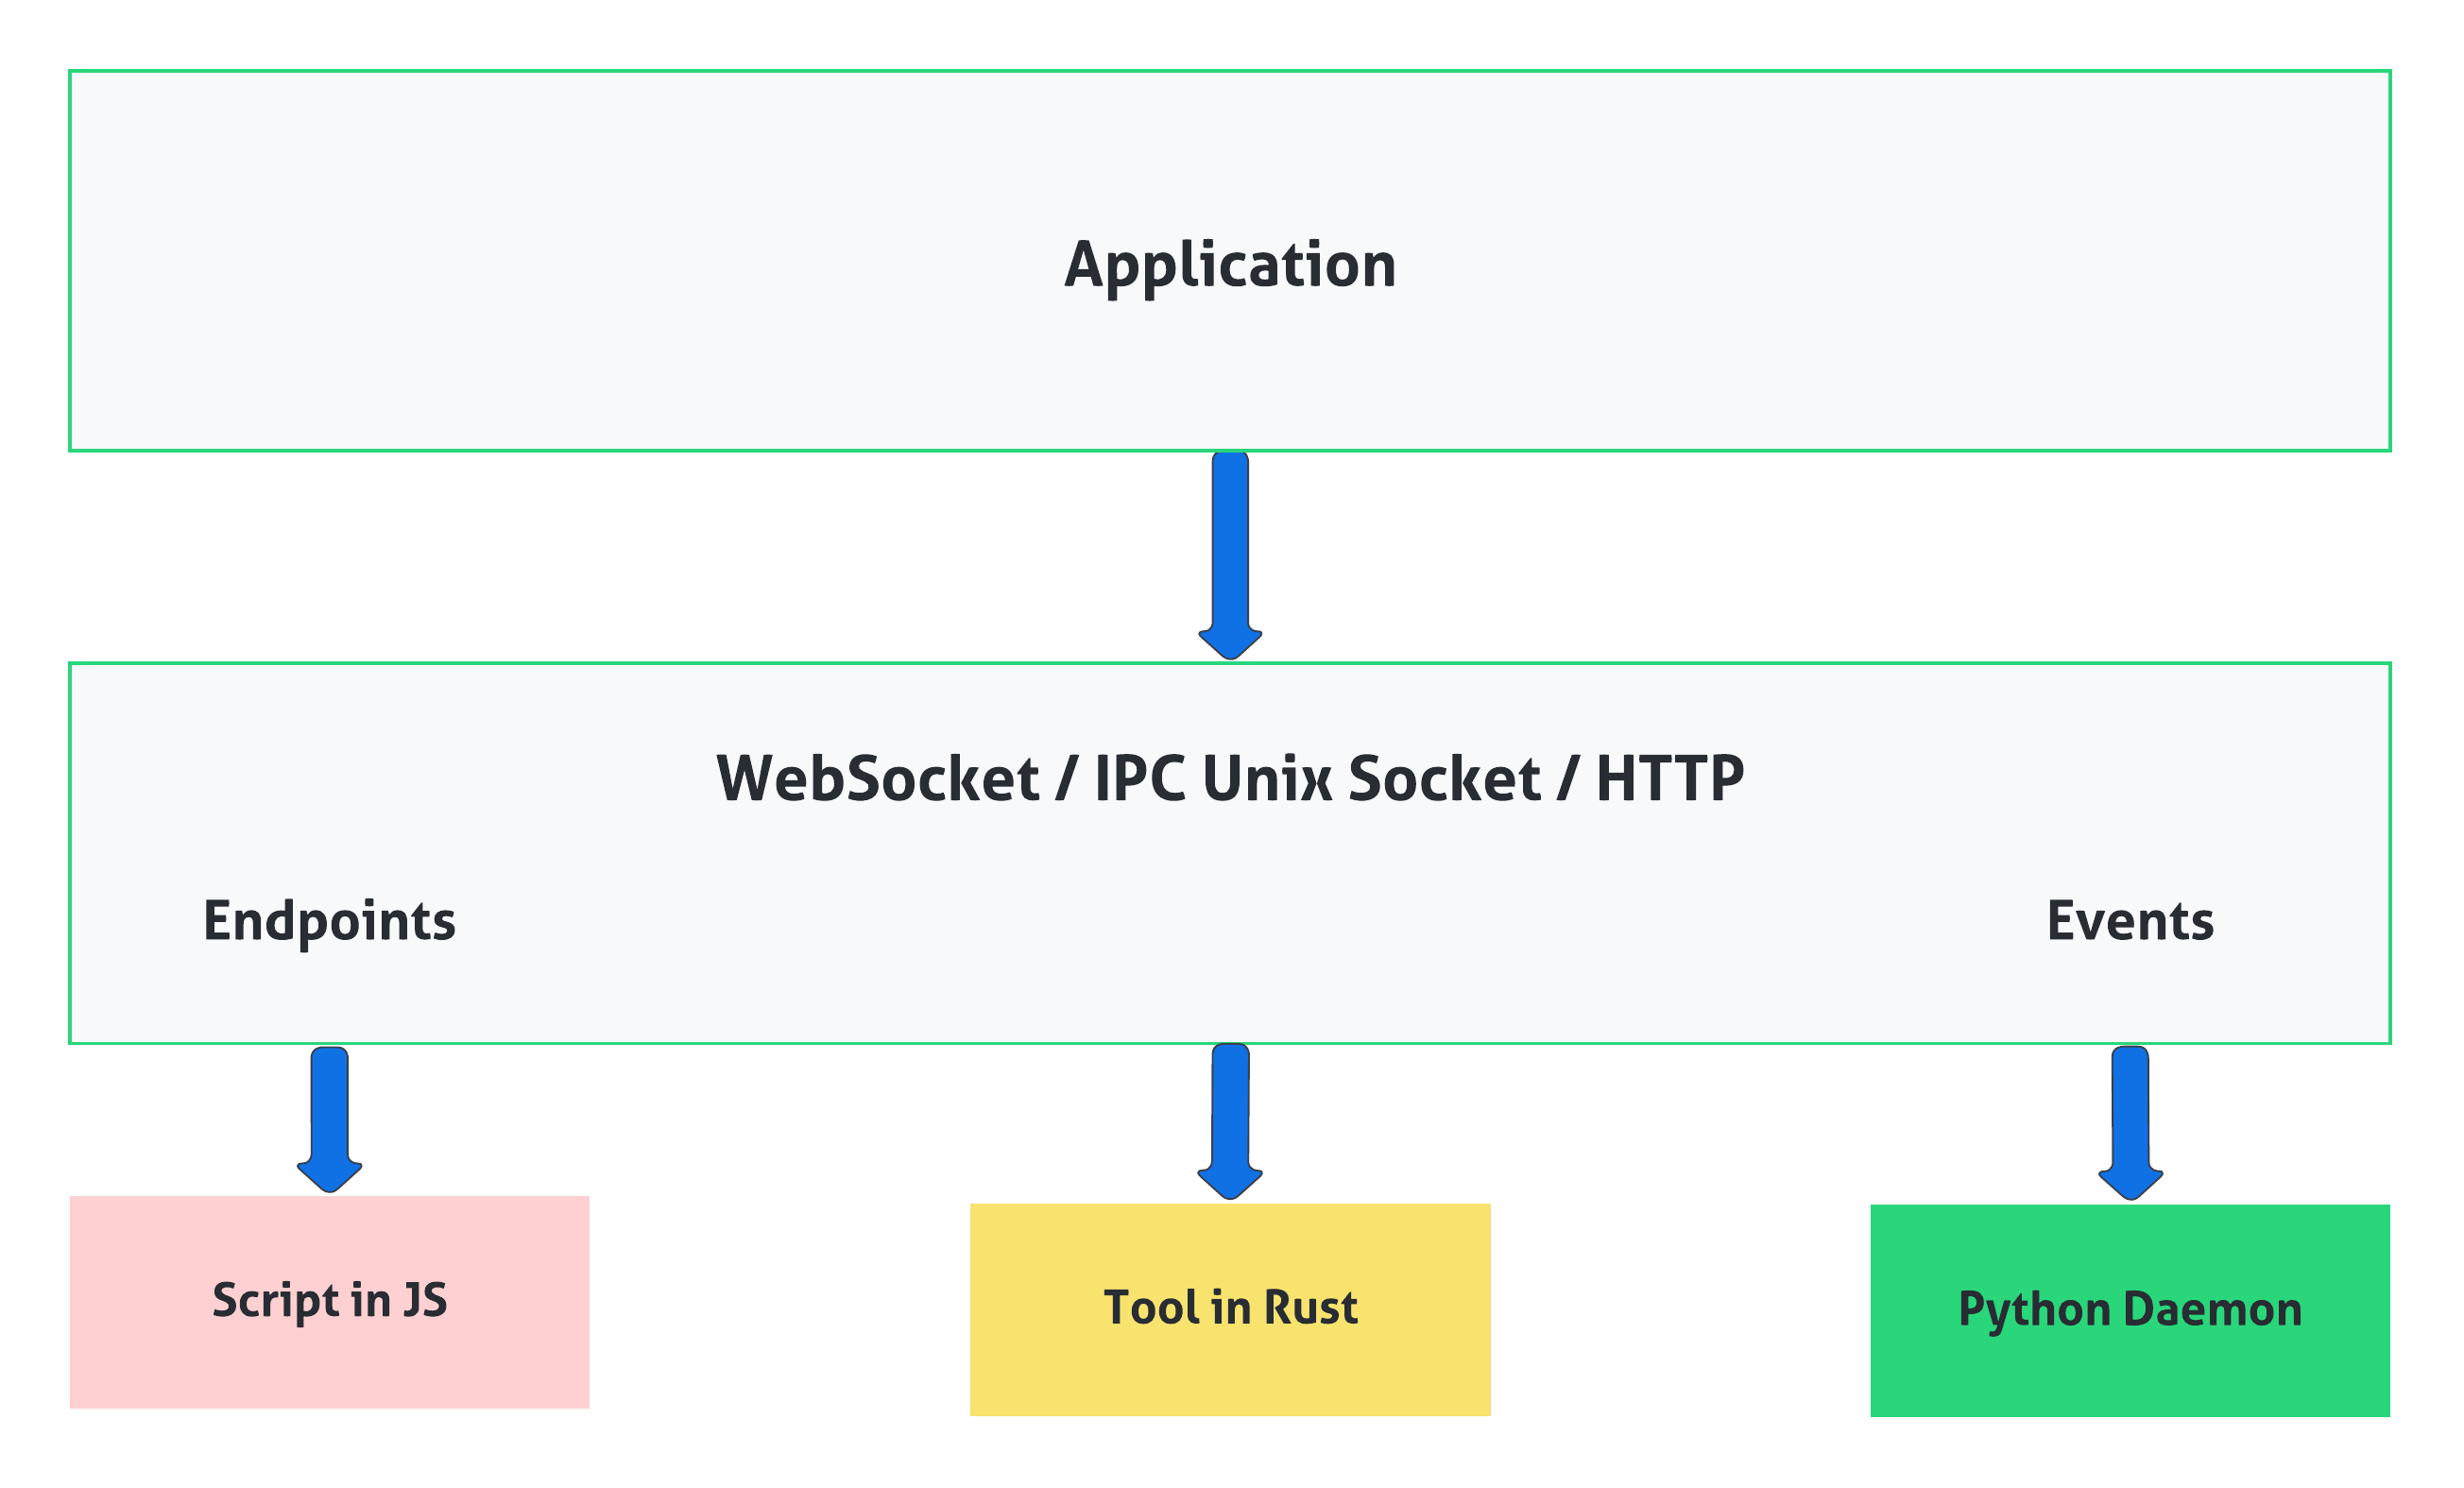 Application
WebSocket / IPC Unix Socket / HTTP
Endpoints
Events
Script in JS
Tool in Rust
Python Daemon